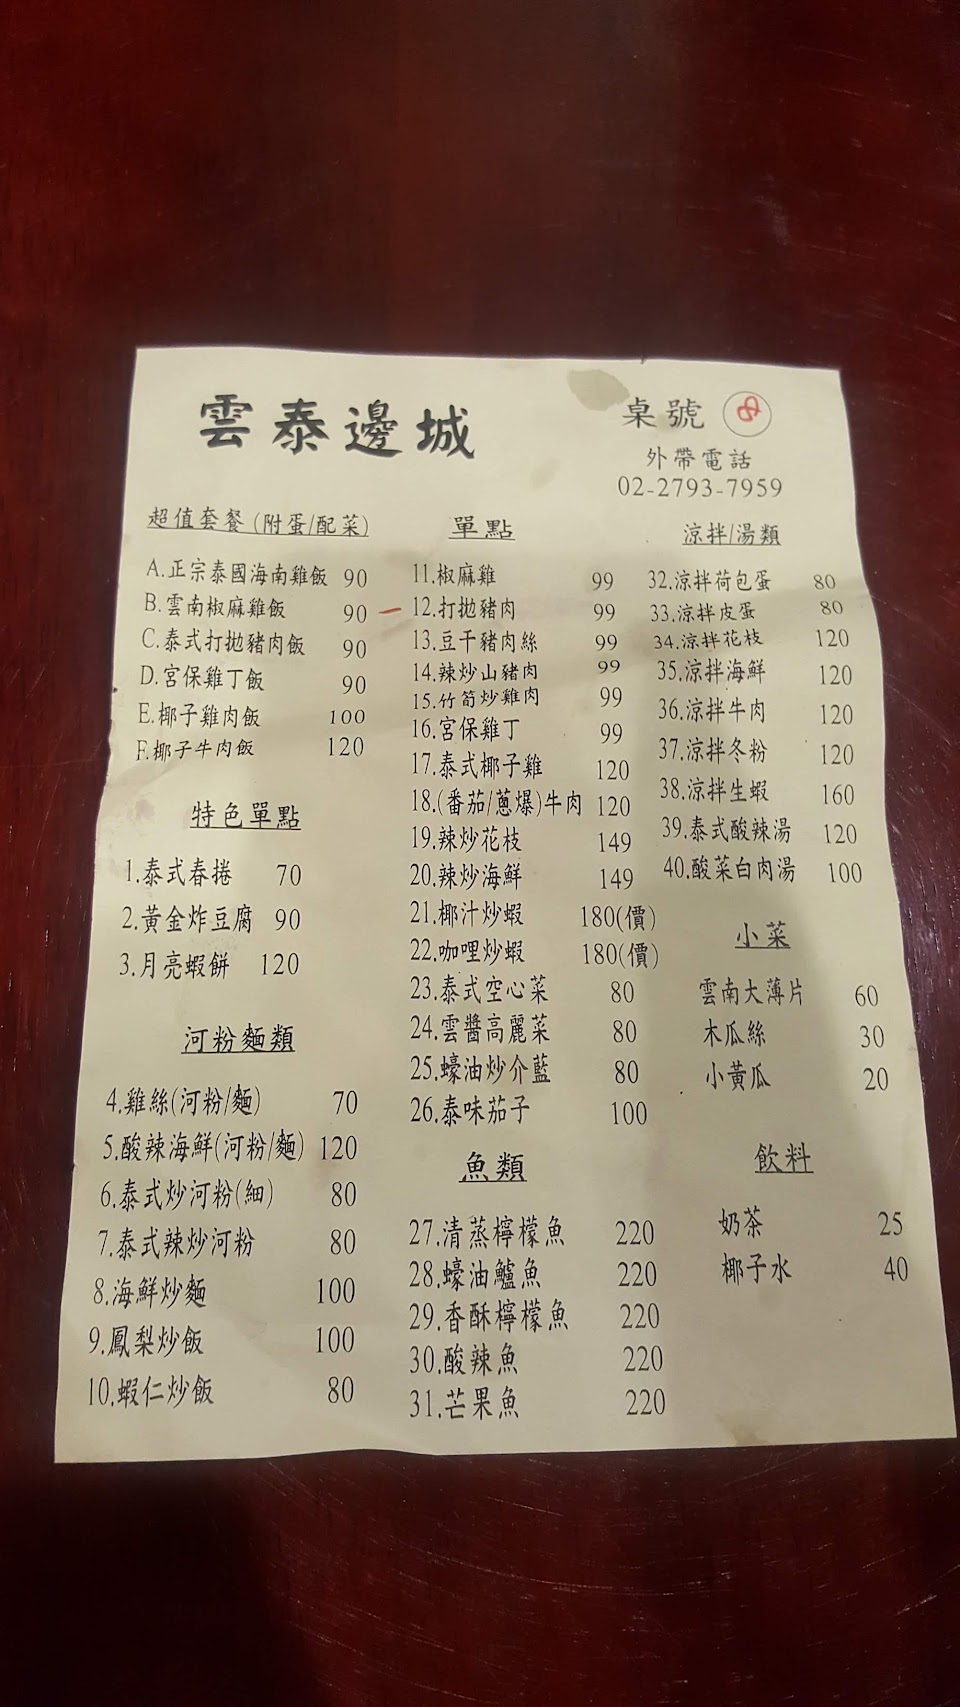 雲泰邊城
桌號 8
外帶電話
02-2793-7959
超值套餐(附蛋/配菜)
A.正宗泰國海南雞飯 90
B.雲南椒麻雞飯 90
C.泰式打拋豬肉飯 90
D.宮保雞丁飯 90
E.椰子雞肉飯 100
F.椰子牛肉飯 120
特色單點
1.泰式春捲 70
2.黃金炸豆腐 90
3.月亮蝦餅 120
河粉麵類
4.雞絲(河粉/麵) 70
5.酸辣海鮮(河粉/麵) 120
6.泰式炒河粉(細) 80
7.泰式辣炒河粉 80
8.海鮮炒麵 100
9.鳳梨炒飯 100
10.蝦仁炒飯 80
單點
11.椒麻雞 99
12.打拋豬肉 99
13.豆干豬肉絲 99
14.辣炒山豬肉 99
15.竹筍炒雞肉 99
16.宮保雞丁 99
17.泰式椰子雞 120
18.(番茄/蔥爆)牛肉 120
19.辣炒花枝 149
20.辣炒海鮮 149
21.椰汁炒蝦 180(價)
22.咖哩炒蝦 180(價)
23.泰式空心菜 80
24.雲醬高麗菜 80
25.蠔油炒介藍 80
26.泰味茄子 100
魚類
27.清蒸檸檬魚 220
28.蠔油鱸魚 220
29.香酥檸檬魚 220
30.酸辣魚 220
31.芒果魚 220
涼拌/湯類
32.涼拌荷包蛋 80
33.涼拌皮蛋 80
34.涼拌花枝 120
35.涼拌海鮮 120
36.涼拌牛肉 120
37.涼拌冬粉 120
38.涼拌生蝦 160
39.泰式酸辣湯 120
40.酸菜白肉湯 100
小菜
雲南大薄片 60
木瓜絲 30
小黃瓜 20
飲料
奶茶 25
椰子水 40